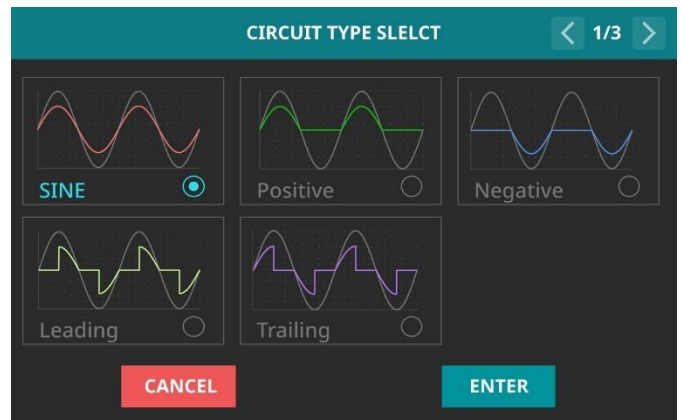 CIRCUIT TYPE SLELCT
1/3
SINE
Positive
Negative
Leading
Trailing
CANCEL
ENTER